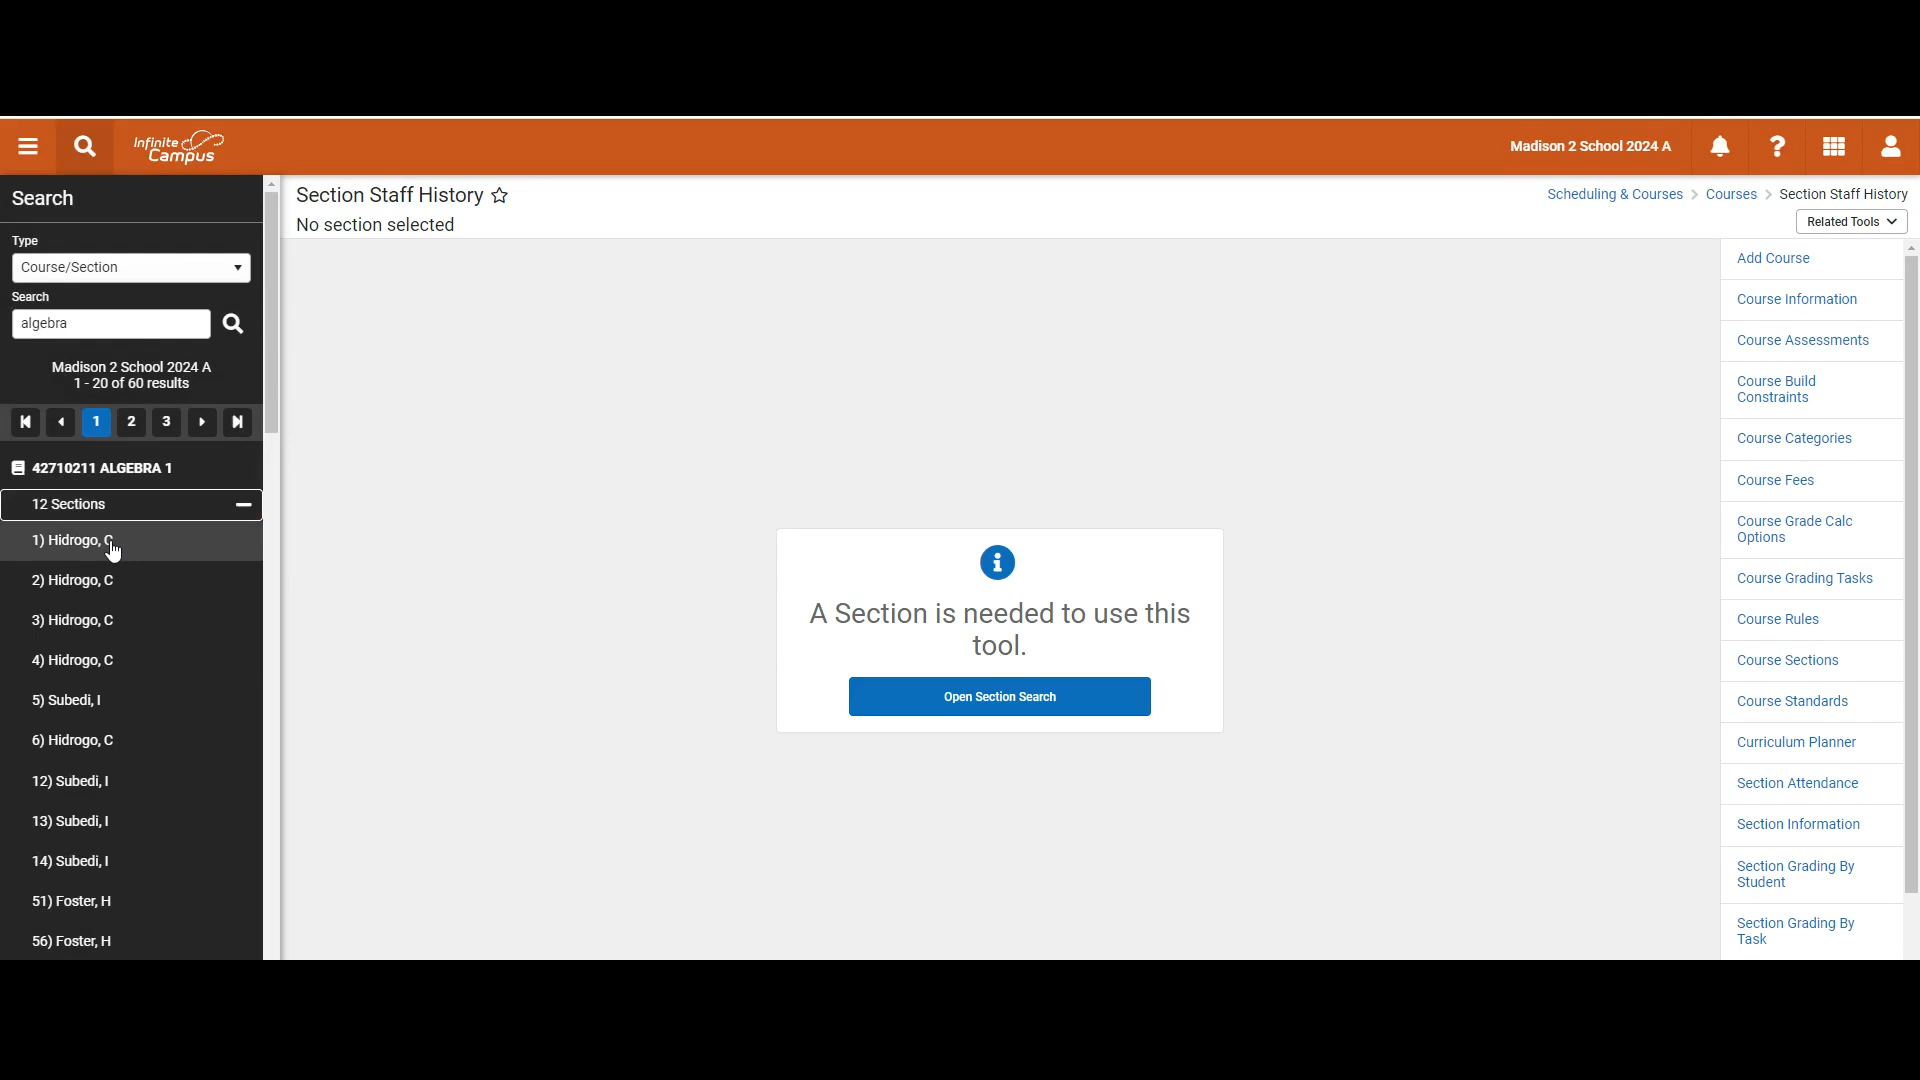 Infinite
Campus
Madison 2 School 2024 A
Search
Type
Course/Section
Search
algebra
Madison 2 School 2024 A
1 - 20 of 60 results
1 2 3
42710211 ALGEBRA 1
12 Sections
1) Hidrogo, C
2) Hidrogo, C
3) Hidrogo, C
4) Hidrogo, C
5) Subedi, I
6) Hidrogo, C
12) Subedi, I
13) Subedi, I
14) Subedi, I
51) Foster, H
56) Foster, H
Section Staff History
No section selected
Scheduling & Courses > Courses > Section Staff History
Related Tools
A Section is needed to use this
tool.
Open Section Search
Add Course
Course Information
Course Assessments
Course Build
Constraints
Course Categories
Course Fees
Course Grade Calc
Options
Course Grading Tasks
Course Rules
Course Sections
Course Standards
Curriculum Planner
Section Attendance
Section Information
Section Grading By
Student
Section Grading By
Task